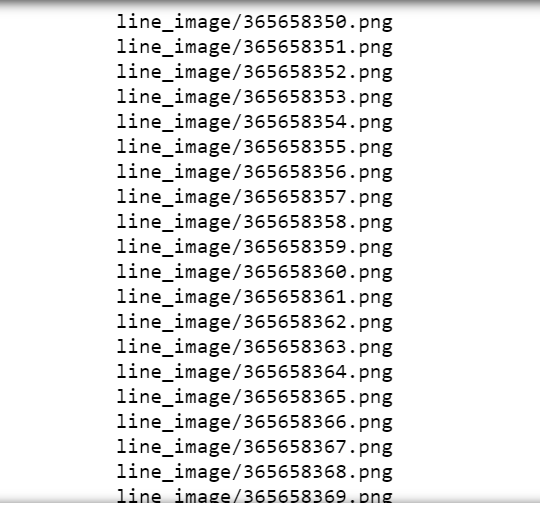 line_image/365658350.png
line_image/365658351.png
line_image/365658352.png
line_image/365658353.png
line_image/365658354.png
line_image/365658355.png
line_image/365658356.png
line_image/365658357.png
line_image/365658358.png
line_image/365658359.png
line_image/365658360.png
line_image/365658361.png
line_image/365658362.png
line_image/365658363.png
line_image/365658364.png
line_image/365658365.png
line_image/365658366.png
line_image/365658367.png
line_image/365658368.png
line_image/365658369.png